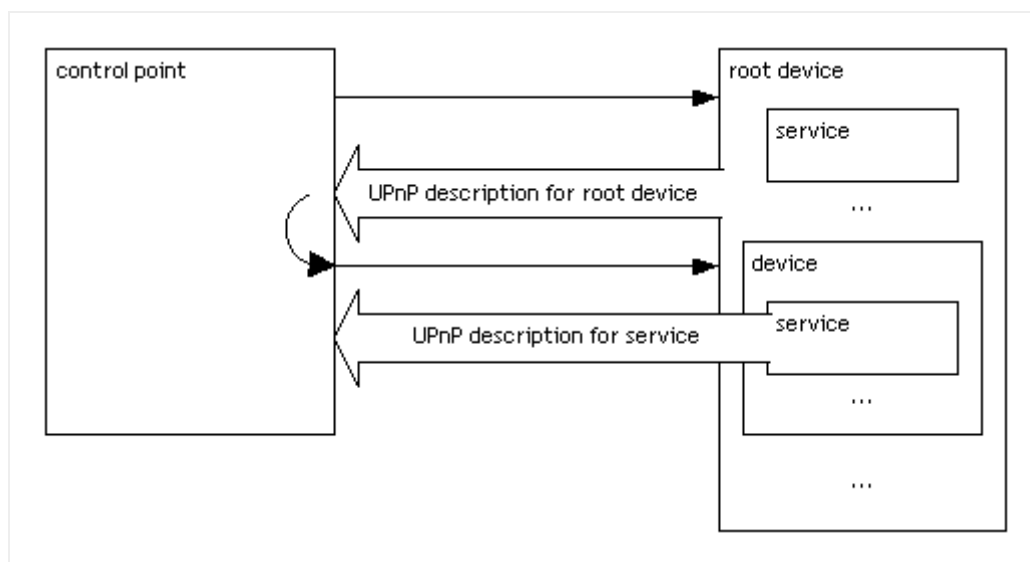 control point
root device
service
UPnP description for root device
...
device
service
UPnP description for service
...
...